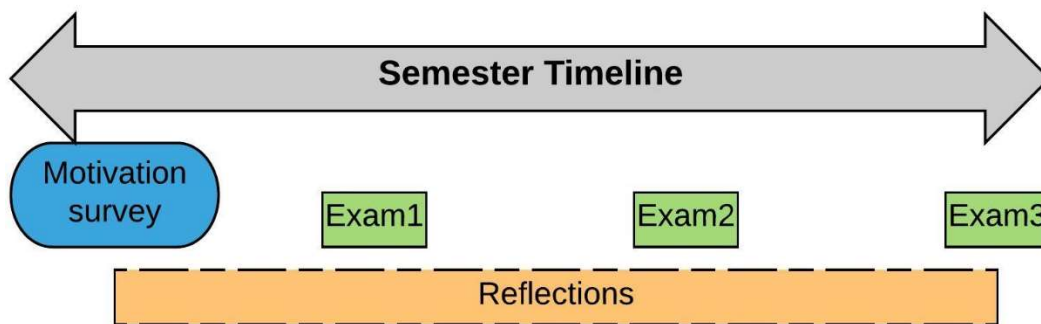 Semester Timeline
Motivation
survey
Exam1
Exam2
Exam3
Reflections